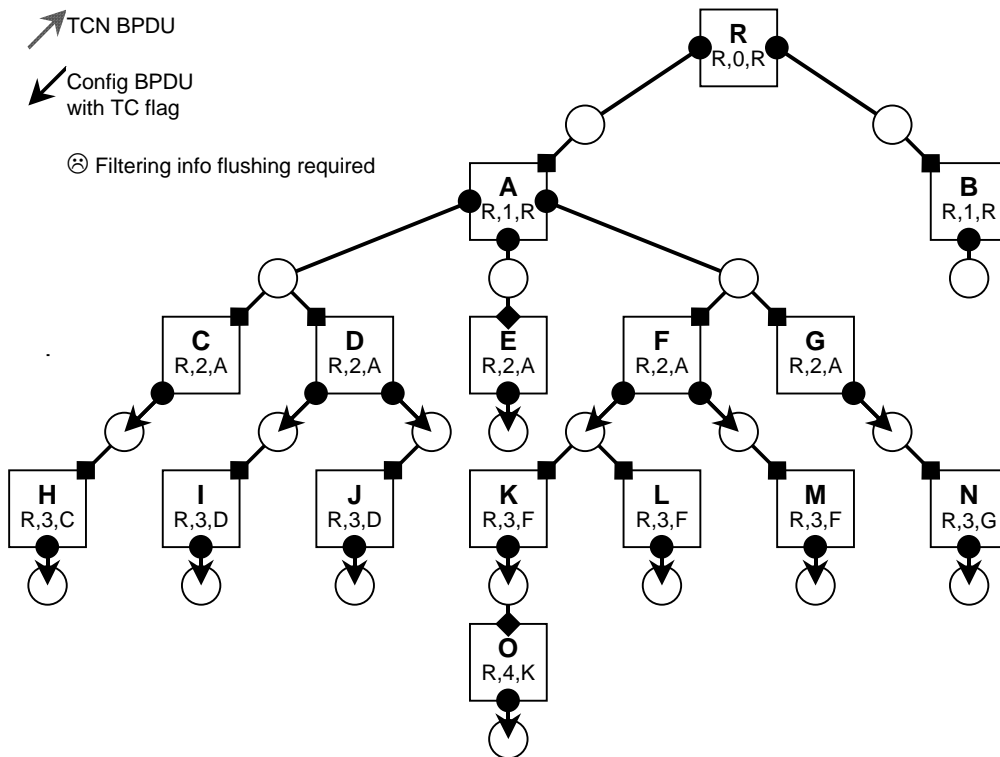 TCN BPDU
Config BPDU
with TC flag
☹ Filtering info flushing required
R
R,0,R
A
R,1,R
B
R,1,R
C
R,2,A
D
R,2,A
E
R,2,A
F
R,2,A
G
R,2,A
H
R,3,C
I
R,3,D
J
R,3,D
K
R,3,F
L
R,3,F
M
R,3,F
N
R,3,G
O
R,4,K